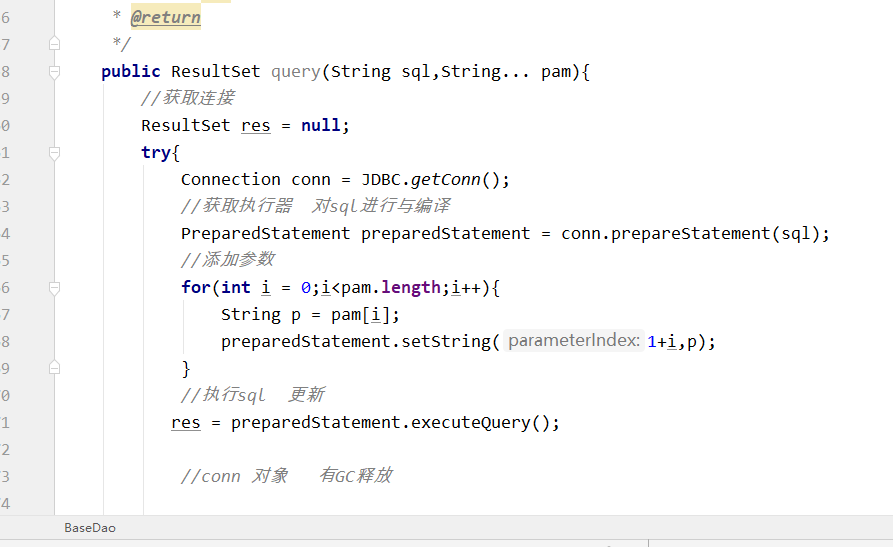 6 * @return
7 */
8 public ResultSet query(String sql,String... pam){
9 //获取连接
0 ResultSet res = null;
1 try{
2 Connection conn = JDBC.getConn();
3 //获取执行器 对sql进行与编译
4 PreparedStatement preparedStatement = conn.prepareStatement(sql);
5 //添加参数
6 for(int i = 0;i<pam.length;i++){
7 String p = pam[i];
8 preparedStatement.setString( parameterIndex: 1+i,p);
9 }
0 //执行sql 更新
1 res = preparedStatement.executeQuery();
2
3 //conn 对象 有GC释放
4
BaseDao